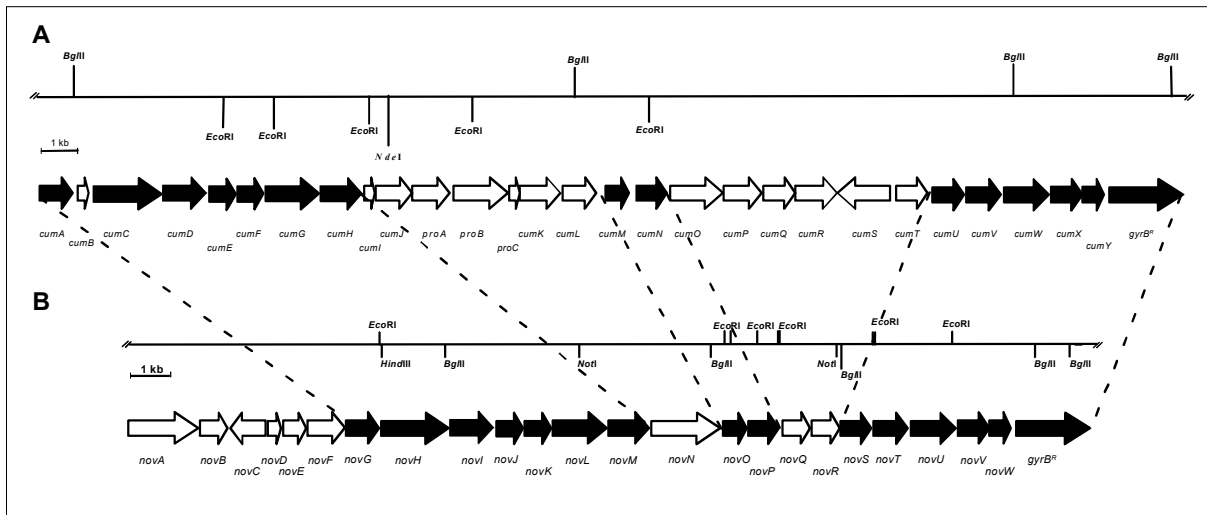 A
BglII BglII BglII BglII
EcoRI EcoRI EcoRI EcoRI EcoRI
NdeI
1 kb
cumA cumB cumC cumD cumE cumF cumG cumH cumI cumJ proA proB proC cumK cumL cumM cumN cumO cumP cumQ cumR cumS cumT cumU cumV cumW cumX cumY gyrBᴿ
B
EcoRI EcoRI EcoRI EcoRI EcoRI EcoRI
HindIII BglII NotI BglII NotI BglII BglII BglII
1 kb
novA novB novC novD novE novF novG novH novI novJ novK novL novM novN novO novP novQ novR novS novT novU novV novW gyrBᴿ